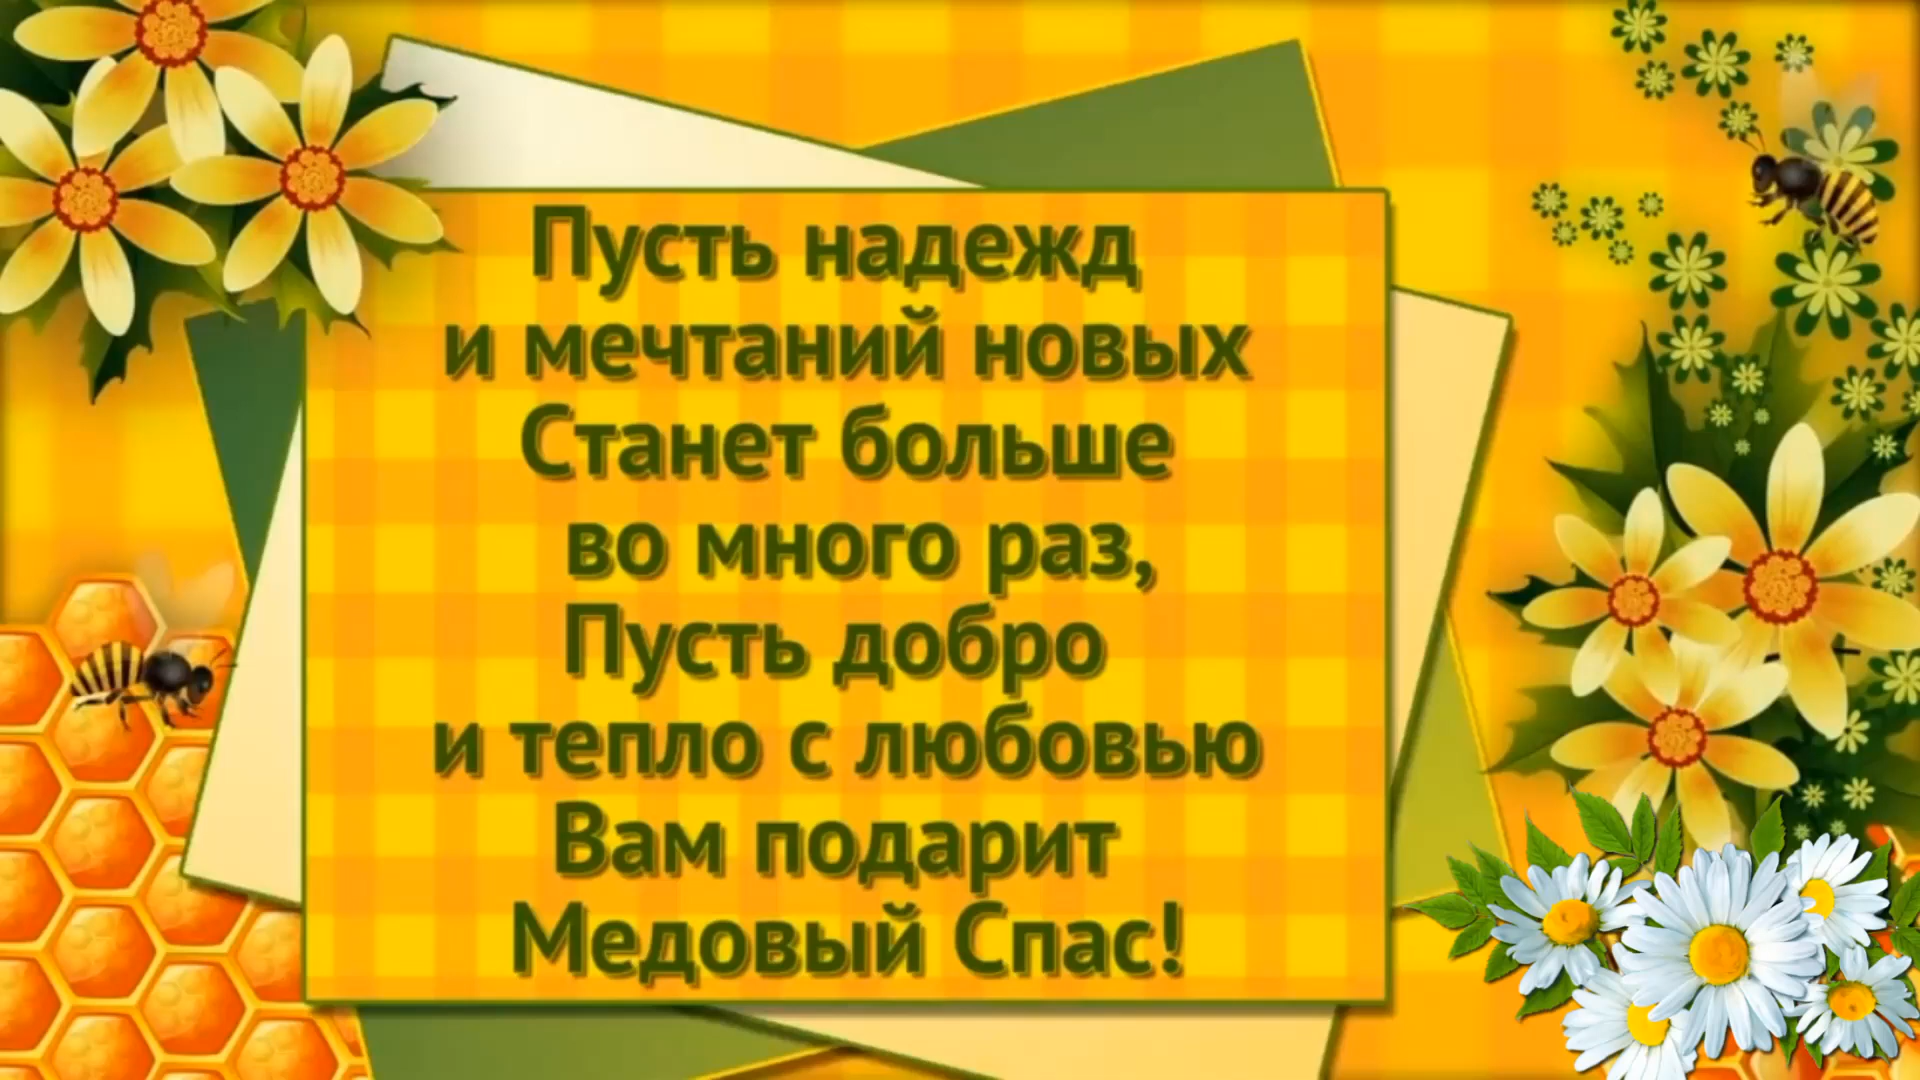 Пусть надежд
и мечтаний новых
Станет больше
во много раз,
Пусть добро
и тепло с любовью
Вам подарит
Медовый Спас!